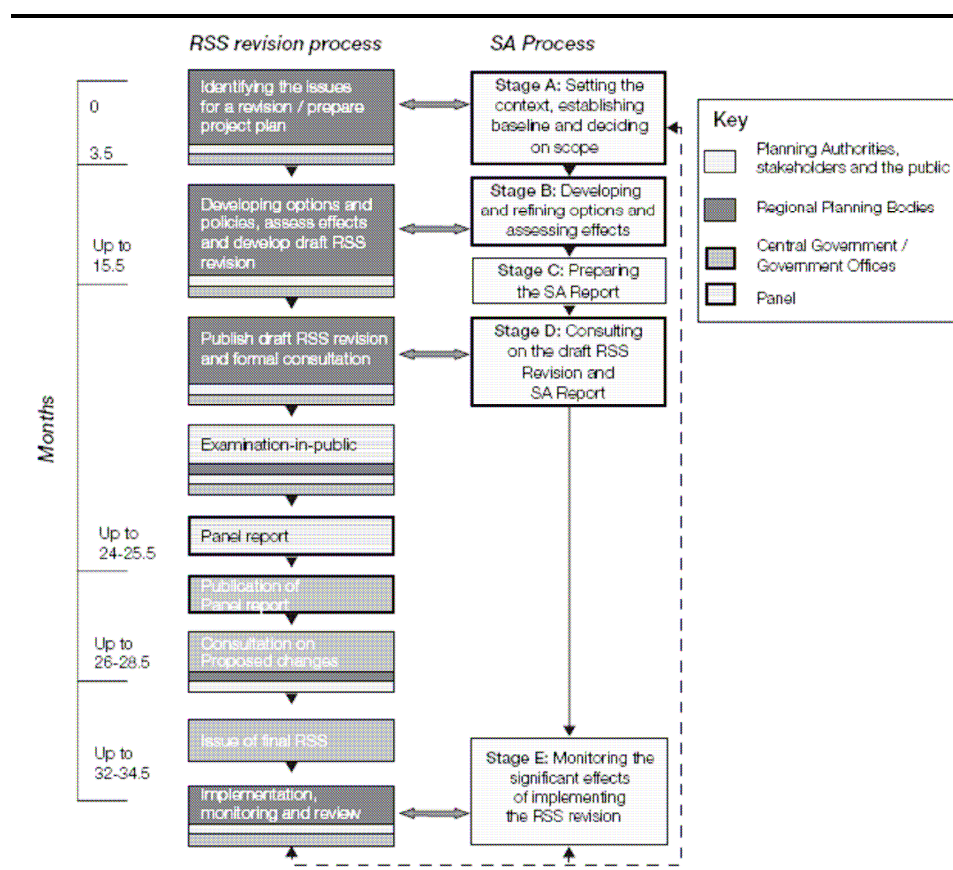 RSS revision process
SA Process
Identifying the issues
for a revision / prepare
project plan
Stage A: Setting the
context, establishing
baseline and deciding
on scope
0
3.5
Key
Planning Authorities,
stakeholders and the public
Regional Planning Bodies
Central Government /
Government Offices
Panel
Developing options and
policies, assess effects
and develop draft RSS
revision
Stage B: Developing
and refining options and
assessing effects
Up to
15.5
Stage C: Preparing
the SA Report
Publish draft RSS revision
and formal consultation
Stage D: Consulting
on the draft RSS
Revision and
SA Report
Months
Examination-in-public
Up to
24-25.5
Panel report
Publication of
Panel report
Up to
26-28.5
Consultation on
Proposed changes
Up to
32-34.5
Issue of final RSS
Stage E: Monitoring the
significant effects
of implementing
the RSS revision
Implementation,
monitoring and review